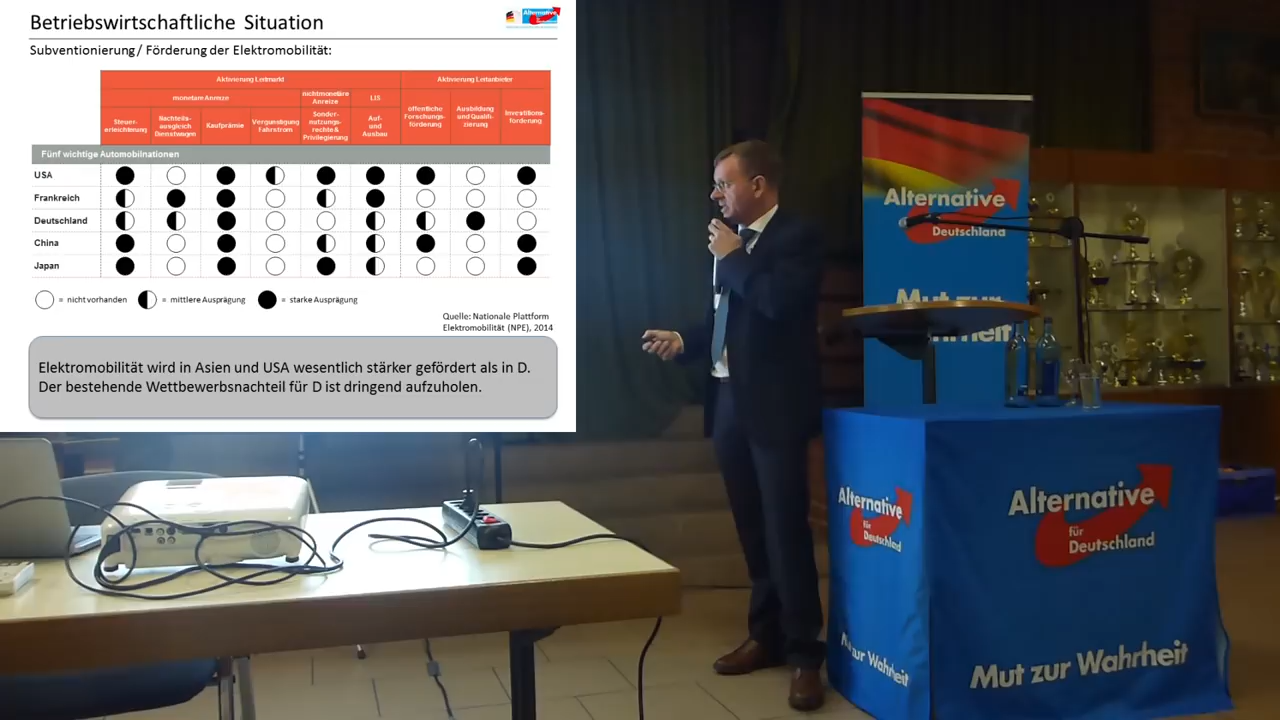 Betriebswirtschaftliche Situation
Alternative
Subventionierung/ Förderung der Elektromobilität:
Aktivierung Leitmarkt
Aktivierung Leitanbieter
monetäre Anreize
nichtmonetäre
Anreize
LIS
Steuer-
erleichterung
Nachteils-
ausgleich
Dienstwagen
Kaufprämie
Vergünstigung
Fahrstrom
Sonder-
nutzungs-
rechte &
Privilegierung
Auf-
und
Ausbau
öffentliche
Forschungs-
förderung
Ausbildung
und Qualifi-
zierung
Investitions-
förderung
Fünf wichtige Automobilnationen
USA
Frankreich
Deutschland
China
Japan
= nicht vorhanden
= mittlere Ausprägung
= starke Ausprägung
Quelle: Nationale Plattform
Elektromobilität (NPE), 2014
Elektromobilität wird in Asien und USA wesentlich stärker gefördert als in D.
Der bestehende Wettbewerbsnachteil für D ist dringend aufzuholen.
Alternative
Deutschland
Mut zur
Alternative
für
Deutschland
Mut zur Wahrheit
Alternative
für
Deutschland
Mut zur Wahrheit